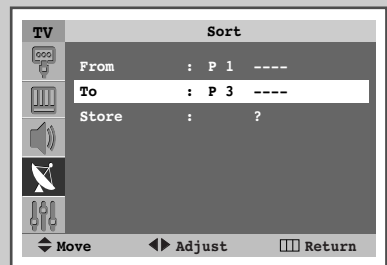 TV Sort
From : P 1 ----
To : P 3 ----
Store : ?
Move Adjust Return